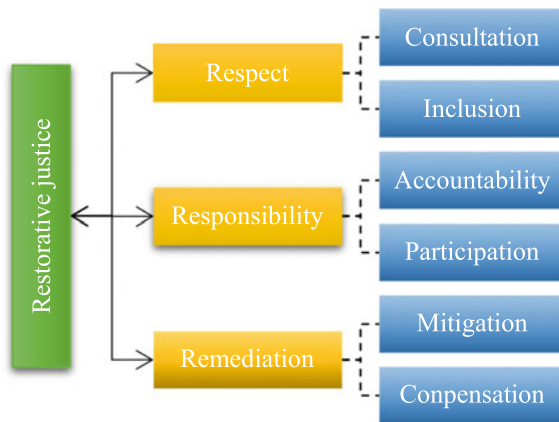 Restorative justice
Respect
Consultation
Inclusion
Responsibility
Accountability
Participation
Remediation
Mitigation
Conpensation